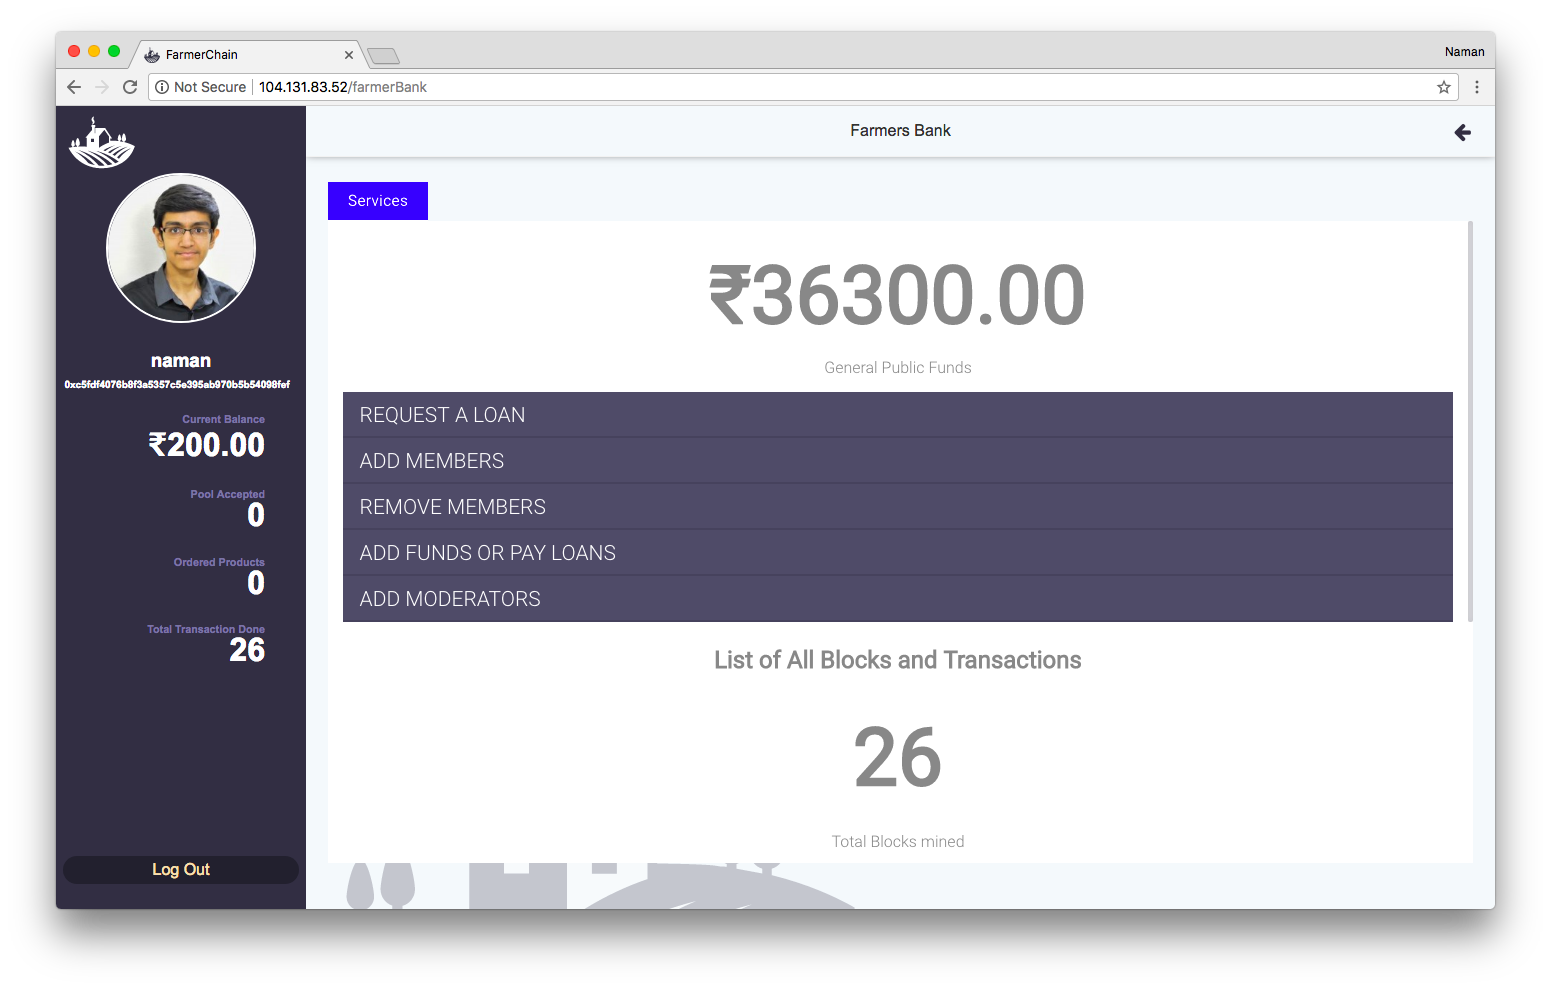 FarmerChain
Naman
Not Secure
104.131.83.52/farmerBank
Farmers Bank
naman
0xc5fdf4076b8f3a5357c5e395ab970b5b54098fef
Current Balance
₹200.00
Pool Accepted
0
Ordered Products
0
Total Transaction Done
26
Log Out
Services
₹36300.00
General Public Funds
REQUEST A LOAN
ADD MEMBERS
REMOVE MEMBERS
ADD FUNDS OR PAY LOANS
ADD MODERATORS
List of All Blocks and Transactions
26
Total Blocks mined